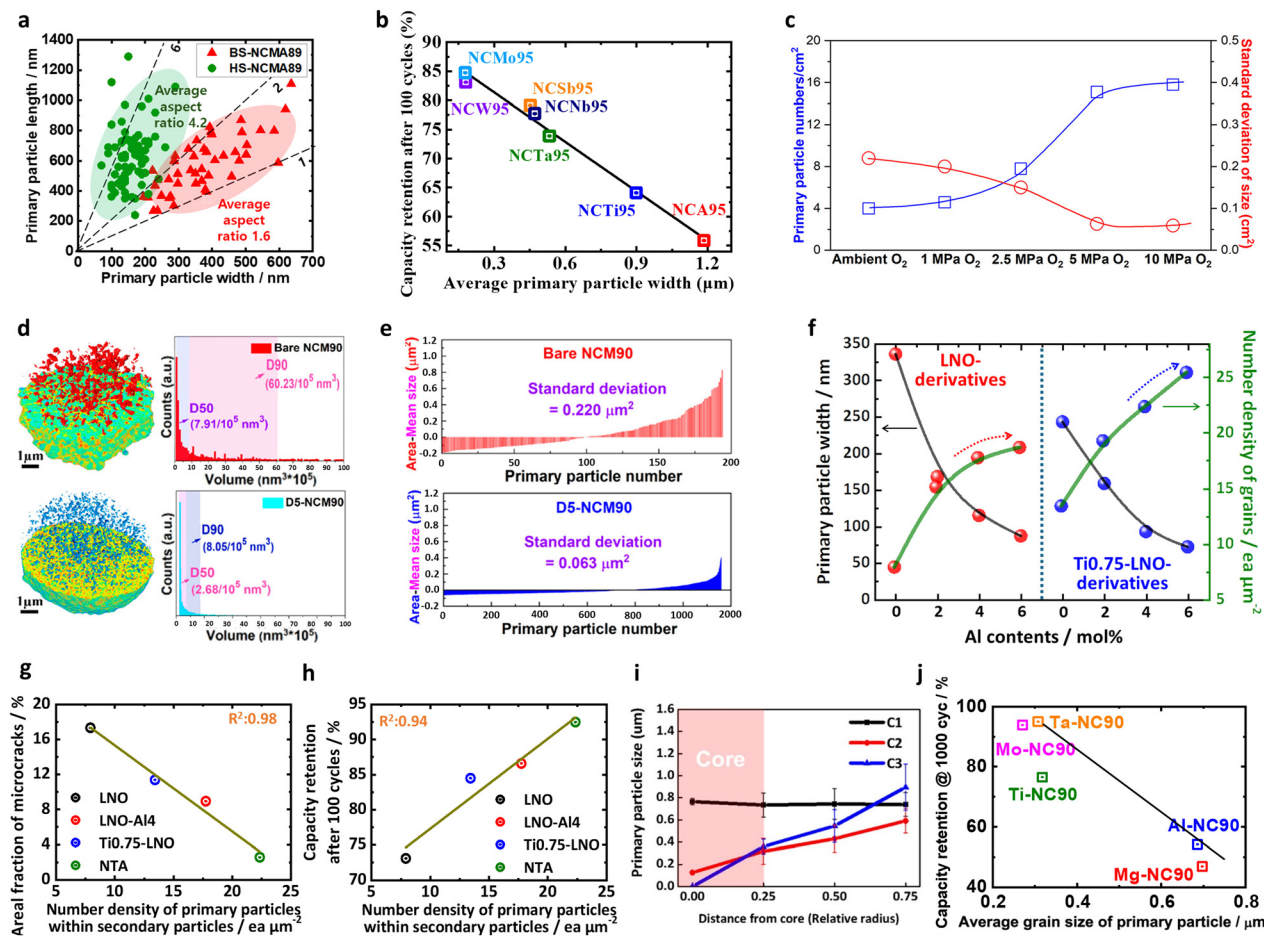 a
Primary particle length / nm
1400
1200
1000
800
600
400
200
0
BS-NCMA89
HS-NCMA89
6
2
1
Average
aspect
ratio 4.2
Average
aspect
ratio 1.6
0 100 200 300 400 500 600 700
Primary particle width / nm
b
Capacity retention after 100 cycles (%)
90
85
80
75
70
65
60
55
NCMo95
NCW95
NCSb95
NCNb95
NCTa95
NCTi95
NCA95
0.3 0.6 0.9 1.2
Average primary particle width (μm)
c
Primary particle numbers/cm²
20
16
12
8
4
0
Standard deviation of size (cm²)
0.5
0.4
0.3
0.2
0.1
0.0
Ambient O₂ 1 MPa O₂ 2.5 MPa O₂ 5 MPa O₂ 10 MPa O₂
d
1μm
Counts (a.u.)
Bare NCM90
D90
(60.23/10⁵ nm³)
D50
(7.91/10⁵ nm³)
0 10 20 30 40 50 60 70 80 90 100
Volume (nm³*10⁵)
1μm
Counts (a.u.)
D5-NCM90
D90
(8.05/10⁵ nm³)
D50
(2.68/10⁵ nm³)
0 10 20 30 40 50 60 70 80 90 100
Volume (nm³*10⁵)
e
Area-Mean size (μm²)
1.2
1.0
0.8
0.6
0.4
0.2
0.0
-0.2
Bare NCM90
Standard deviation
= 0.220 μm²
0 50 100 150 200
Primary particle number
Area-Mean size (μm²)
1.2
1.0
0.8
0.6
0.4
0.2
0.0
-0.2
D5-NCM90
Standard deviation
= 0.063 μm²
0 200 400 600 800 1000 1200 1400 1600 2000
Primary particle number
f
Primary particle width / nm
350
300
250
200
150
100
50
0
LNO-
derivatives
Ti0.75-LNO-
derivatives
Number density of grains / ea μm⁻²
25
20
15
10
5
0 2 4 6 0 2 4 6
Al contents / mol%
g
Areal fraction of microcracks / %
20
16
12
8
4
0
R²:0.98
LNO
LNO-Al4
Ti0.75-LNO
NTA
5 10 15 20 25
Number density of primary particles
within secondary particles / ea μm⁻²
h
Capacity retention
after 100 cycles / %
95
90
85
80
75
70
R²:0.94
LNO
LNO-Al4
Ti0.75-LNO
NTA
5 10 15 20 25
Number density of primary particles
within secondary particles / ea μm⁻²
i
Primary particle size (um)
1.6
1.4
1.2
1.0
0.8
0.6
0.4
0.2
0.0
Core
C1
C2
C3
0.00 0.25 0.50 0.75
Distance from core (Relative radius)
j
Capacity retention @ 1000 cyc / %
100
80
60
40
Ta-NC90
Mo-NC90
Ti-NC90
Al-NC90
Mg-NC90
0.2 0.4 0.6 0.8
Average grain size of primary particle / μm